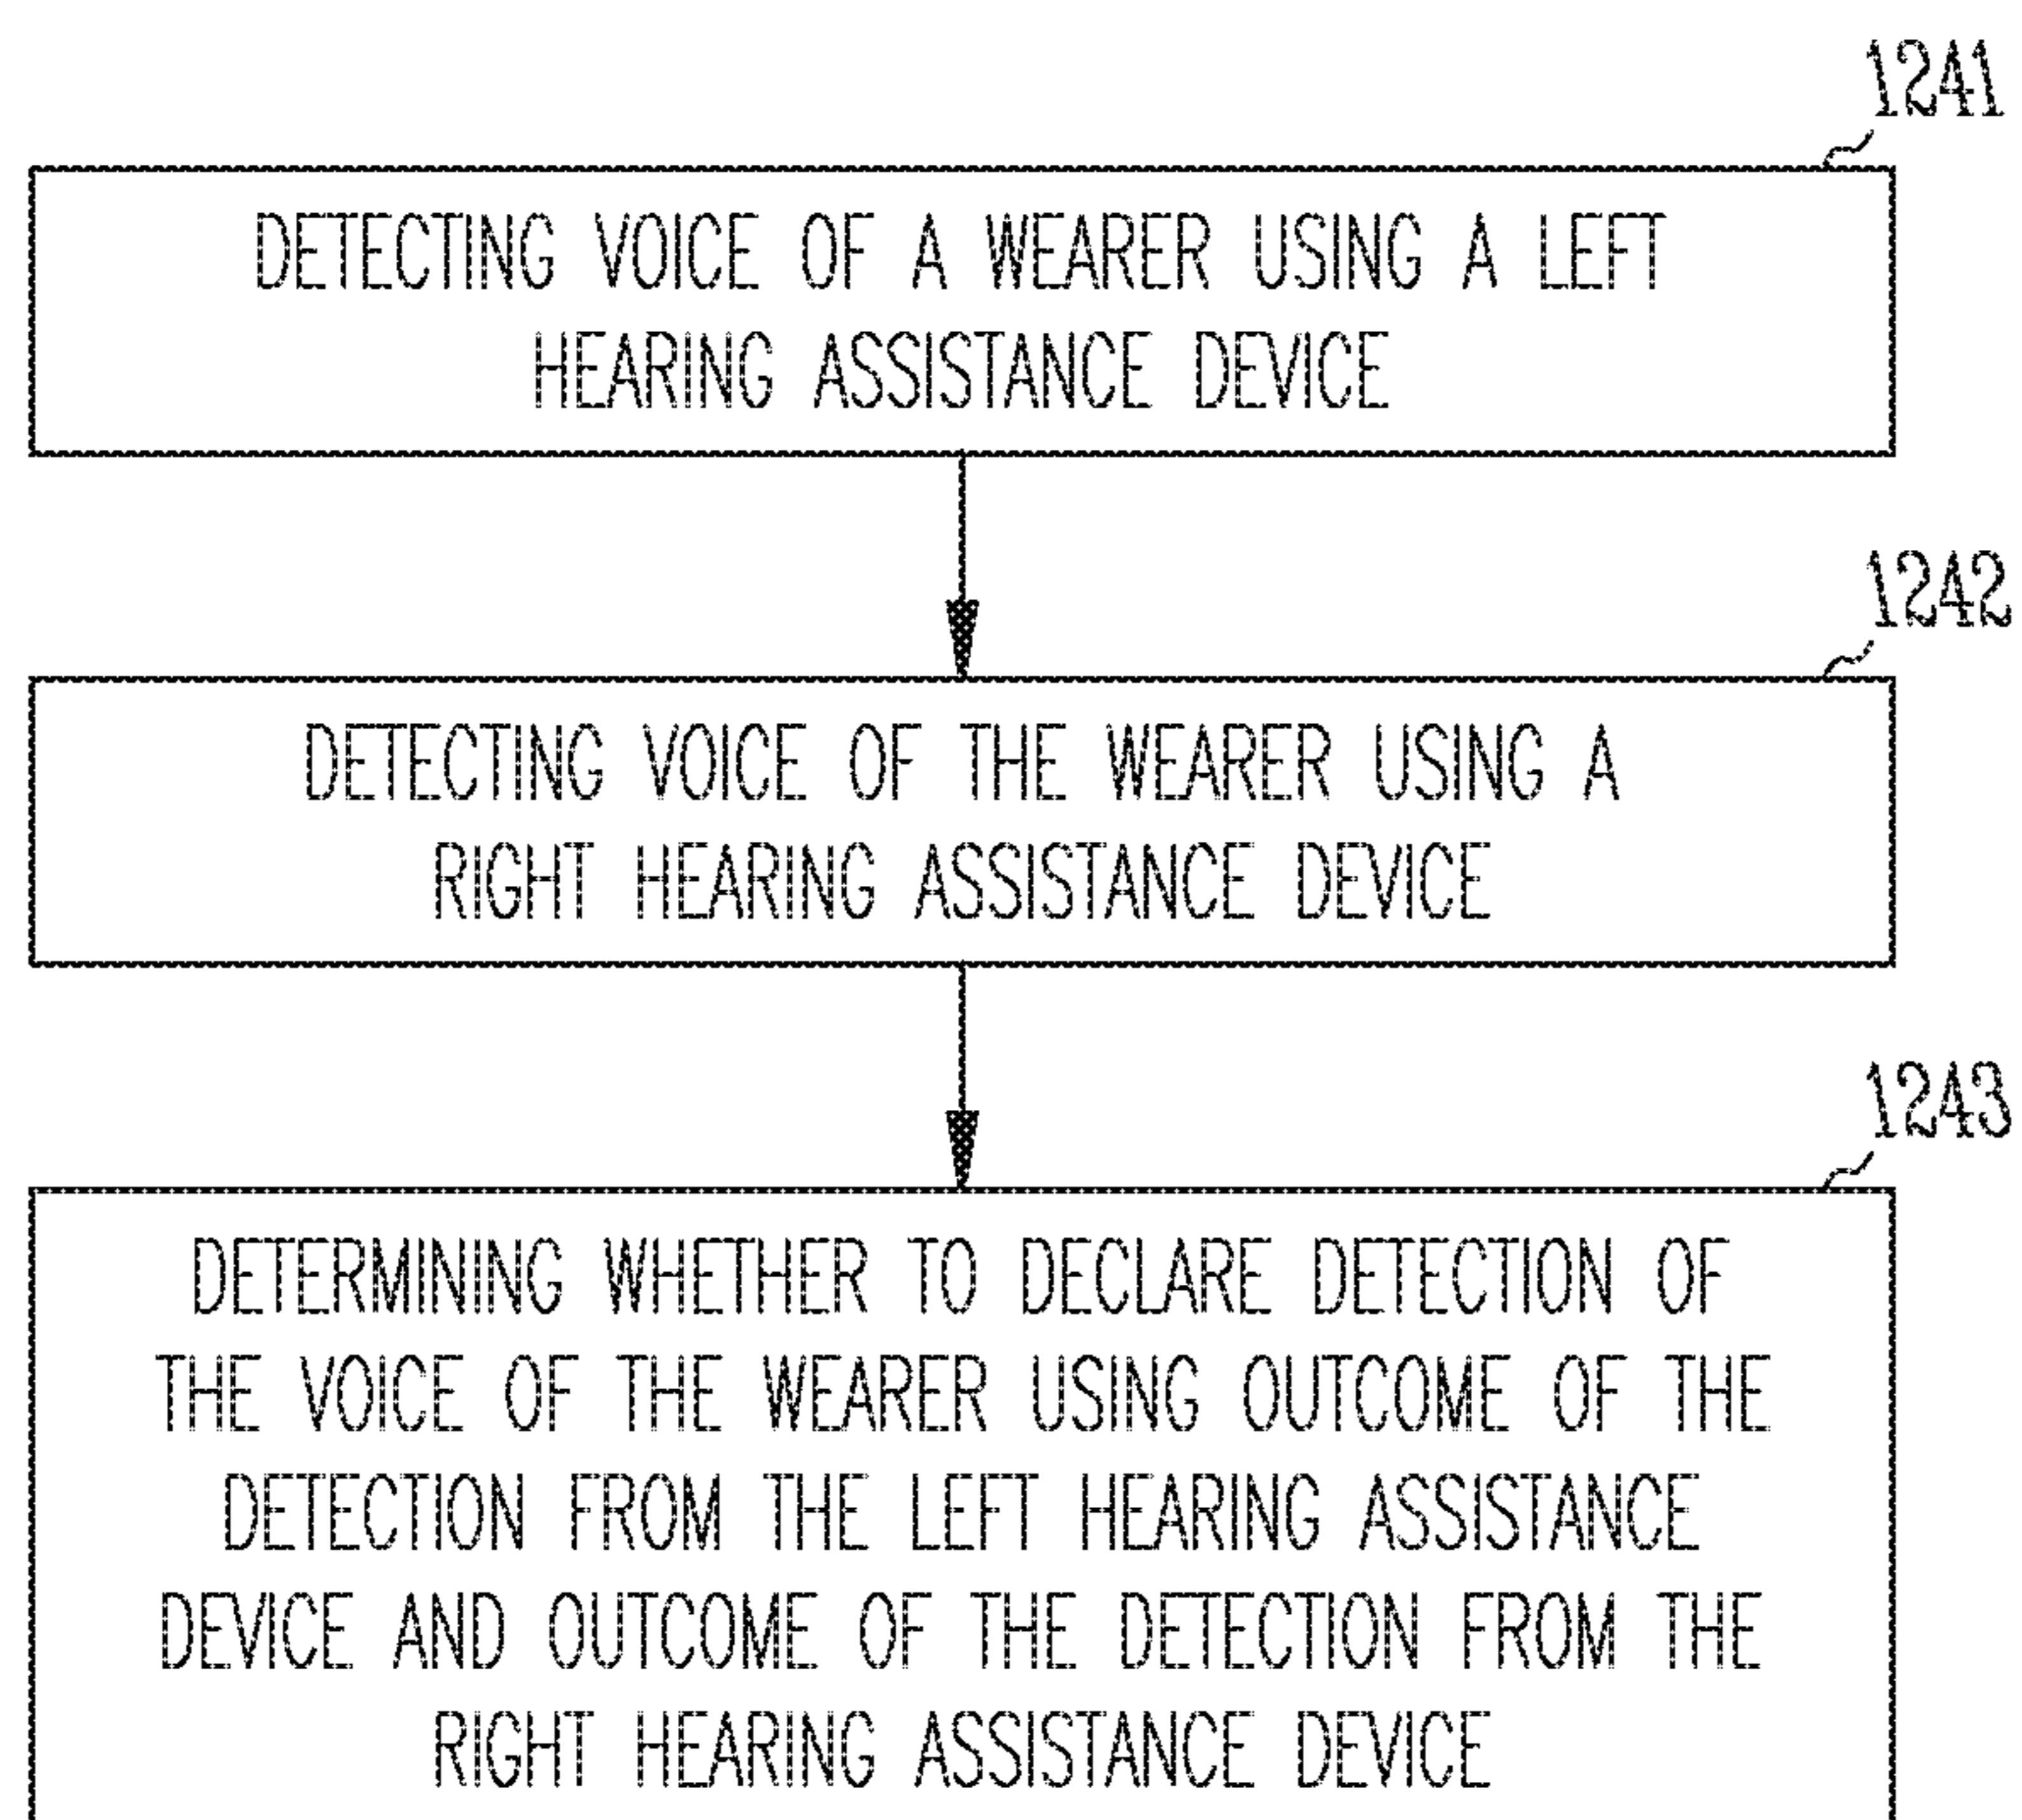 1241
DETECTING VOICE OF A WEARER USING A LEFT
HEARING ASSISTANCE DEVICE
1242
DETECTING VOICE OF THE WEARER USING A
RIGHT HEARING ASSISTANCE DEVICE
1243
DETERMINING WHETHER TO DECLARE DETECTION OF
THE VOICE OF THE WEARER USING OUTCOME OF THE
DETECTION FROM THE LEFT HEARING ASSISTANCE
DEVICE AND OUTCOME OF THE DETECTION FROM THE
RIGHT HEARING ASSISTANCE DEVICE